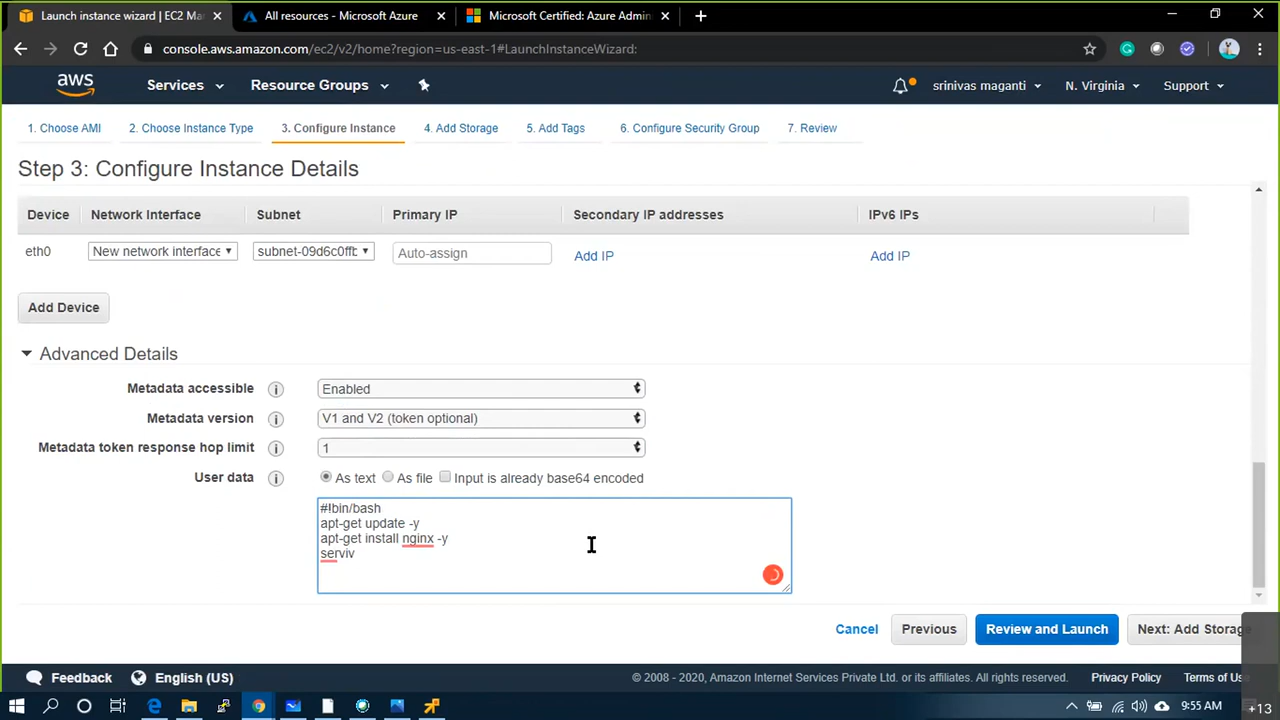 Launch instance wizard | EC2 Ma
All resources - Microsoft Azure
Microsoft Certified: Azure Admin
console.aws.amazon.com/ec2/v2/home?region=us-east-1#LaunchInstanceWizard:
aws
Services
Resource Groups
srinivas maganti
N. Virginia
Support
1. Choose AMI
2. Choose Instance Type
3. Configure Instance
4. Add Storage
5. Add Tags
6. Configure Security Group
7. Review
Step 3: Configure Instance Details
Device Network Interface Subnet Primary IP Secondary IP addresses IPv6 IPs
eth0 New network interface subnet-09d6c0ffb Auto-assign Add IP Add IP
Add Device
Advanced Details
Metadata accessible i Enabled
Metadata version i V1 and V2 (token optional)
Metadata token response hop limit i 1
User data i As text As file Input is already base64 encoded
#!bin/bash
apt-get update -y
apt-get install nginx -y
serviv
Cancel Previous Review and Launch Next: Add Storage
Feedback English (US) © 2008 - 2020, Amazon Internet Services Private Ltd. or its affiliates. All rights reserved. Privacy Policy Terms of Us
9:55 AM
+13